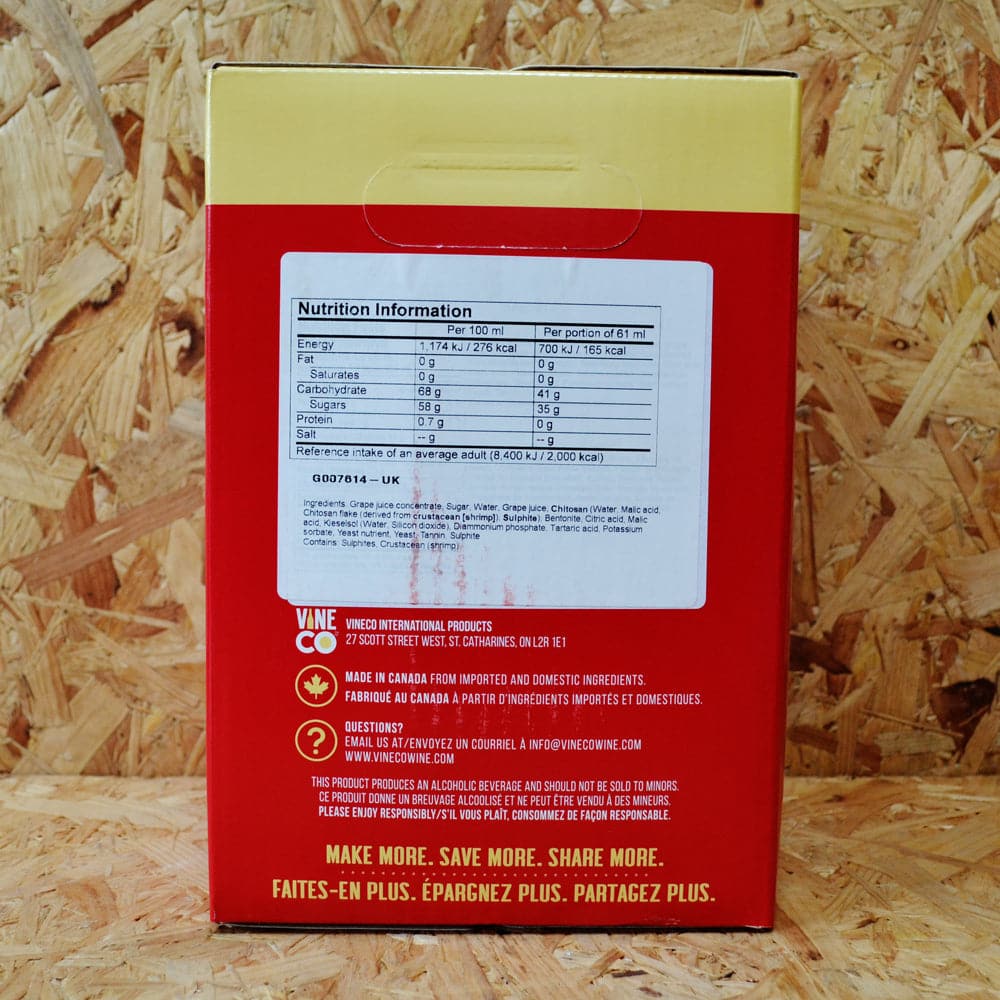 Nutrition Information
Per 100 ml Per portion of 61 ml
Energy 1,174 kJ / 276 kcal 700 kJ / 165 kcal
Fat 0 g 0 g
Saturates 0 g 0 g
Carbohydrate 68 g 41 g
Sugars 58 g 35 g
Protein 0.7 g 0 g
Salt -- g -- g
Reference intake of an average adult (8,400 kJ / 2,000 kcal)
G007614 – UK
Ingredients: Grape juice concentrate, Sugar, Water, Grape juice, Chitosan (Water, Malic acid,
Chitosan flake (derived from crustacean [shrimp]). Sulphite). Bentonite, Citric acid, Malic
acid, Kieselsol (Water, Silicon dioxide), Diammonium phosphate, Tartaric acid, Potassium
sorbate, Yeast nutrient, Yeast, Tannin, Sulphite
Contains: Sulphites, Crustacean (shrimp)
VINE
CO
VINECO INTERNATIONAL PRODUCTS
27 SCOTT STREET WEST, ST. CATHARINES, ON L2R 1E1
MADE IN CANADA FROM IMPORTED AND DOMESTIC INGREDIENTS.
FABRIQUÉ AU CANADA À PARTIR D'INGRÉDIENTS IMPORTÉS ET DOMESTIQUES.
?
QUESTIONS?
EMAIL US AT/ENVOYEZ UN COURRIEL À INFO@VINECOWINE.COM
WWW.VINECOWINE.COM
THIS PRODUCT PRODUCES AN ALCOHOLIC BEVERAGE AND SHOULD NOT BE SOLD TO MINORS.
CE PRODUIT DONNE UN BREUVAGE ALCOOLISÉ ET NE PEUT ÊTRE VENDU À DES MINEURS.
PLEASE ENJOY RESPONSIBLY/S'IL VOUS PLAÎT, CONSOMMEZ DE FAÇON RESPONSABLE.
MAKE MORE. SAVE MORE. SHARE MORE.
FAITES-EN PLUS. ÉPARGNEZ PLUS. PARTAGEZ PLUS.